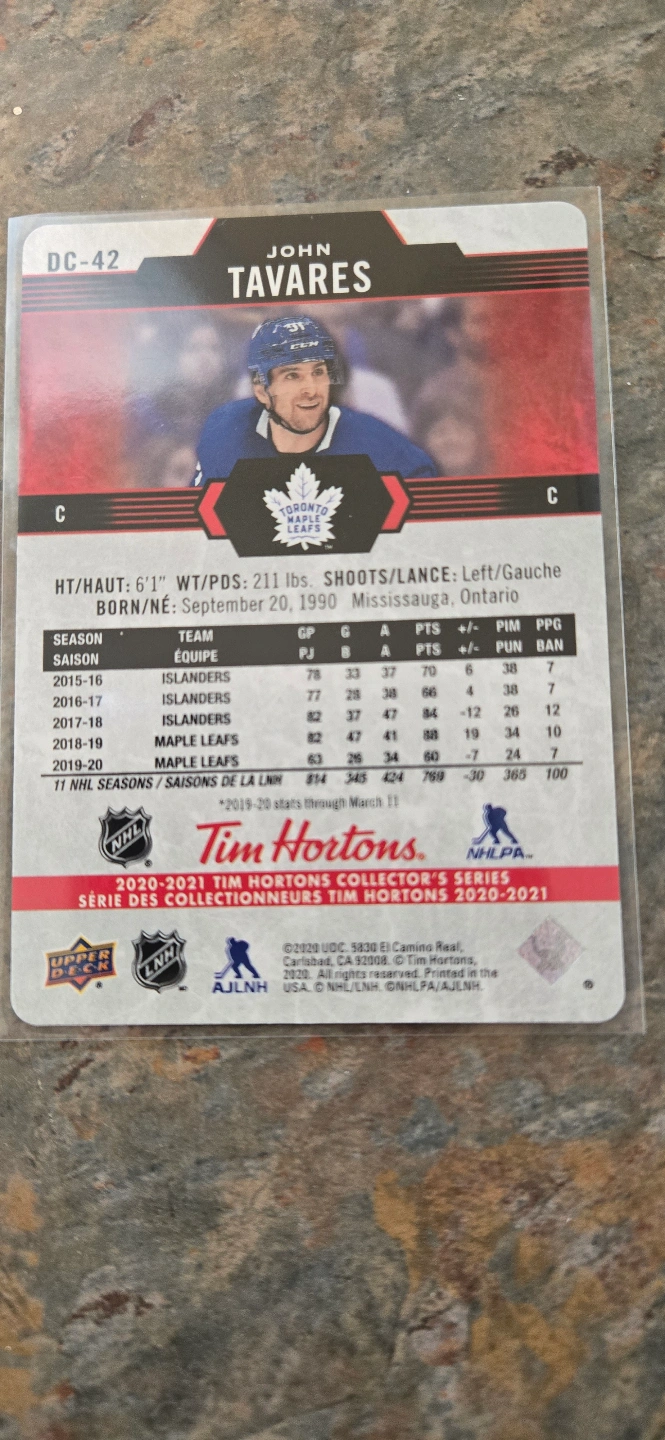 DC-42
JOHN
TAVARES
91
CCM
TORONTO
MAPLE
LEAFS
C C
HT/HAUT: 6'1" WT/PDS: 211 lbs. SHOOTS/LANCE: Left/Gauche
BORN/NÉ: September 20, 1990 Mississauga, Ontario
SEASON TEAM GP G A PTS +/- PIM PPG
SAISON ÉQUIPE PJ B A PTS +/- PUN BAN
2015-16 ISLANDERS 78 33 37 70 6 38 7
2016-17 ISLANDERS 77 28 38 66 4 38 7
2017-18 ISLANDERS 82 37 47 84 -12 26 12
2018-19 MAPLE LEAFS 82 47 41 88 19 34 10
2019-20 MAPLE LEAFS 63 26 34 60 -7 24 7
11 NHL SEASONS / SAISONS DE LA LNH 814 345 424 769 -30 365 100
*2019-20 stats through March 11
NHL Tim Hortons. NHLPA
2020-2021 TIM HORTONS COLLECTOR'S SERIES
SÉRIE DES COLLECTIONNEURS TIM HORTONS 2020-2021
UPPER
DECK
LNH
AJLNH
©2020 UDC. 5830 El Camino Real,
Carlsbad, CA 92008. © Tim Hortons,
2020. All rights reserved. Printed in the
USA. © NHL/LNH. ©NHLPA/AJLNH.